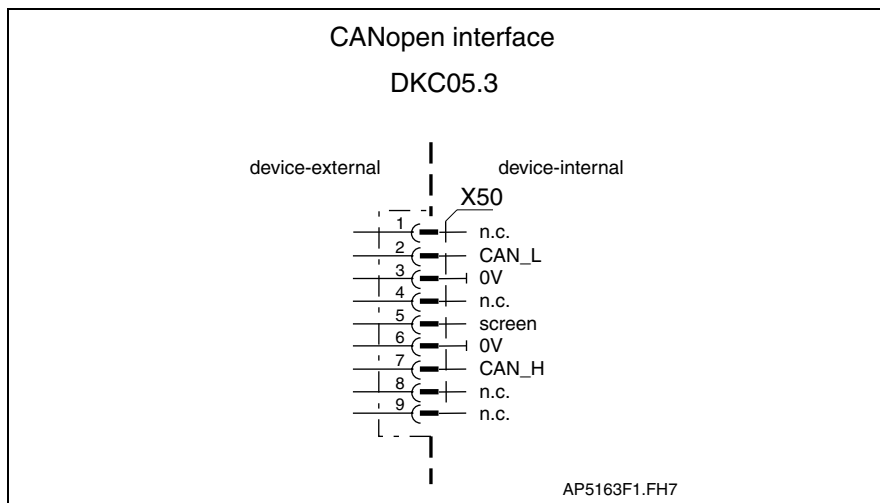 CANopen interface
DKC05.3
device-external device-internal
X50
1 n.c.
2 CAN_L
3 0V
4 n.c.
5 screen
6 0V
7 CAN_H
8 n.c.
9 n.c.
AP5163F1.FH7